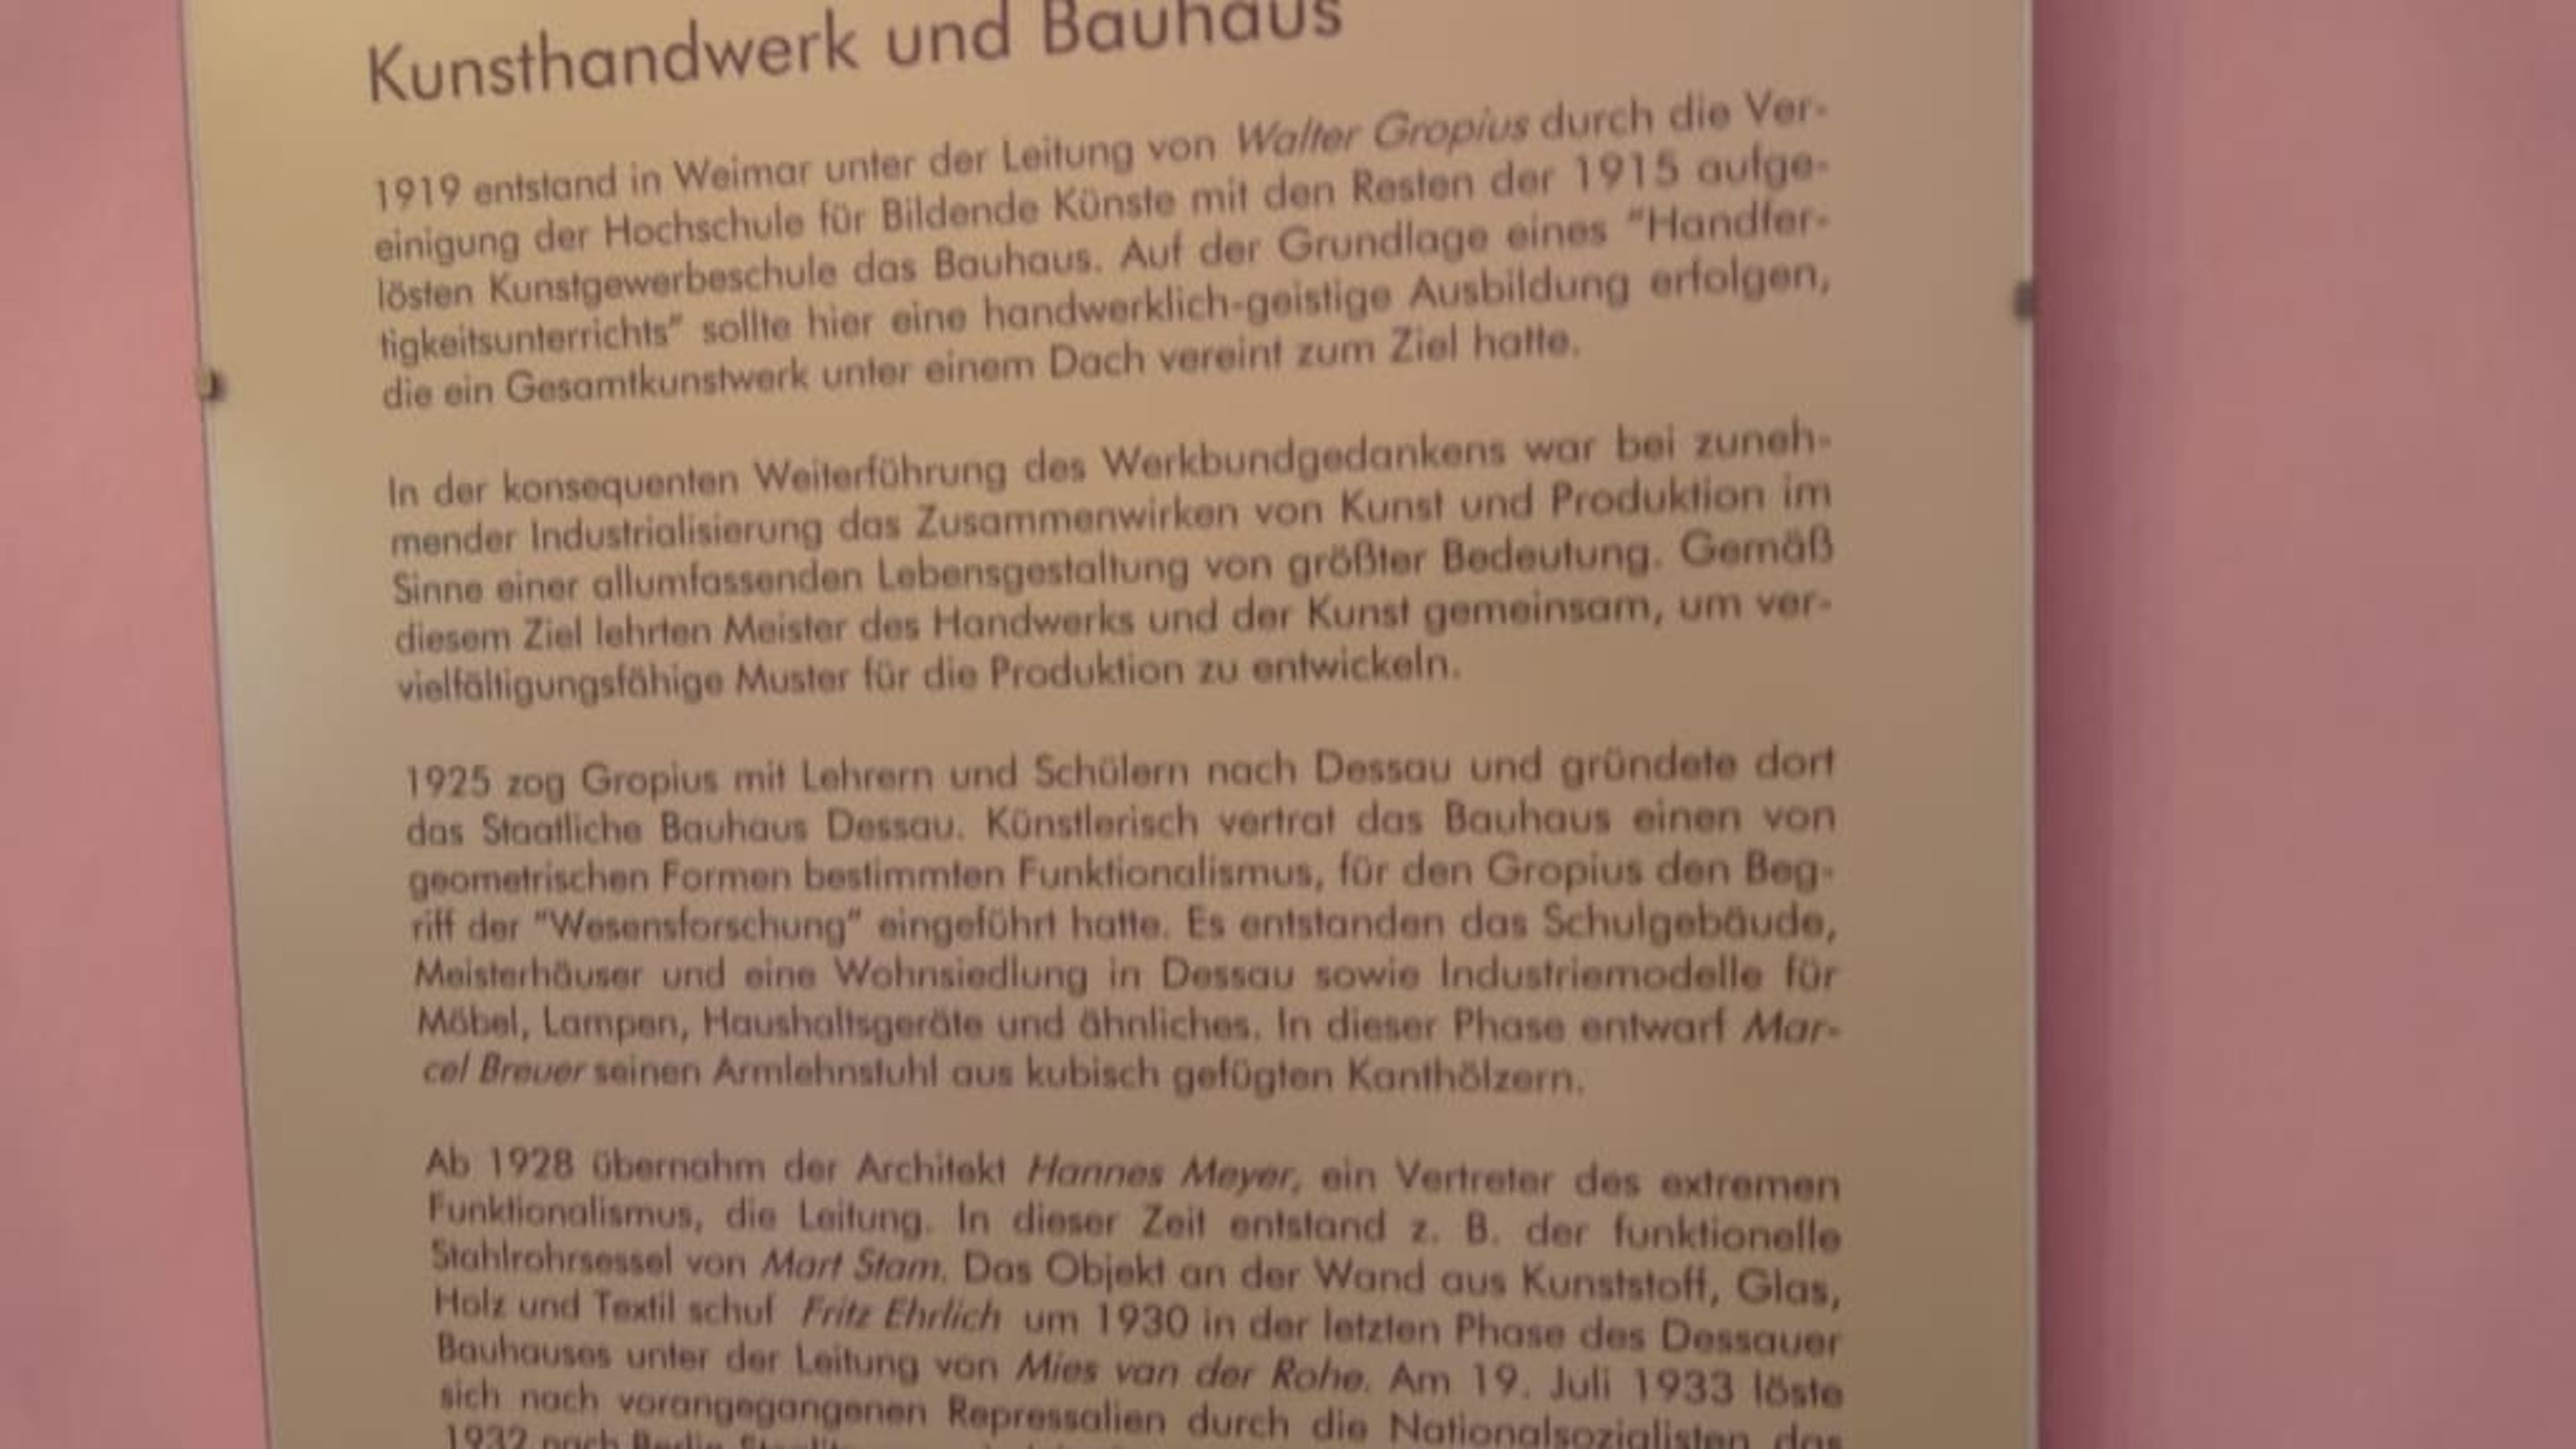 Kunsthandwerk und Bauhaus
1919 entstand in Weimar unter der Leitung von Walter Gropius durch die Ver-
einigung der Hochschule für Bildende Künste mit den Resten der 1915 aufge-
lösten Kunstgewerbeschule das Bauhaus. Auf der Grundlage eines "Handfer-
tigkeitsunterrichts" sollte hier eine handwerklich-geistige Ausbildung erfolgen,
die ein Gesamtkunstwerk unter einem Dach vereint zum Ziel hatte.
In der konsequenten Weiterführung des Werkbundgedankens war bei zuneh-
mender Industrialisierung das Zusammenwirken von Kunst und Produktion im
Sinne einer allumfassenden Lebensgestaltung von größter Bedeutung. Gemäß
diesem Ziel lehrten Meister des Handwerks und der Kunst gemeinsam, um ver-
vielfältigungsfähige Muster für die Produktion zu entwickeln.
1925 zog Gropius mit Lehrern und Schülern nach Dessau und gründete dort
das Staatliche Bauhaus Dessau. Künstlerisch vertrat das Bauhaus einen von
geometrischen Formen bestimmten Funktionalismus, für den Gropius den Beg-
riff der "Wesensforschung" eingeführt hatte. Es entstanden das Schulgebäude,
Meisterhäuser und eine Wohnsiedlung in Dessau sowie Industriemodelle für
Möbel, Lampen, Haushaltsgeräte und ähnliches. In dieser Phase entwarf Mar-
cel Breuer seinen Armlehnstuhl aus kubisch gefügten Kanthölzern.
Ab 1928 übernahm der Architekt Hannes Meyer, ein Vertreter des extremen
Funktionalismus, die Leitung. In dieser Zeit entstand z. B. der funktionelle
Stahlrohrsessel von Mart Stam. Das Objekt an der Wand aus Kunststoff, Glas,
Holz und Textil schuf Fritz Ehrlich um 1930 in der letzten Phase des Dessauer
Bauhauses unter der Leitung von Mies van der Rohe. Am 19. Juli 1933 löste
sich nach vorangegangenen Repressalien durch die Nationalsozialisten das
1932 nach Berlin